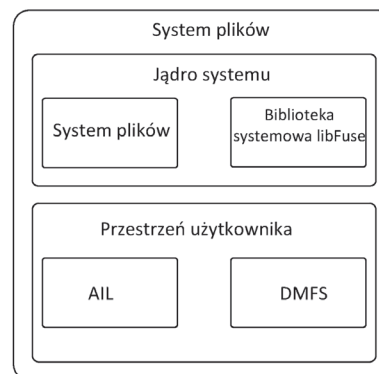 System plików
Jądro systemu
System plików
Biblioteka
systemowa libFuse
Przestrzeń użytkownika
AIL
DMFS